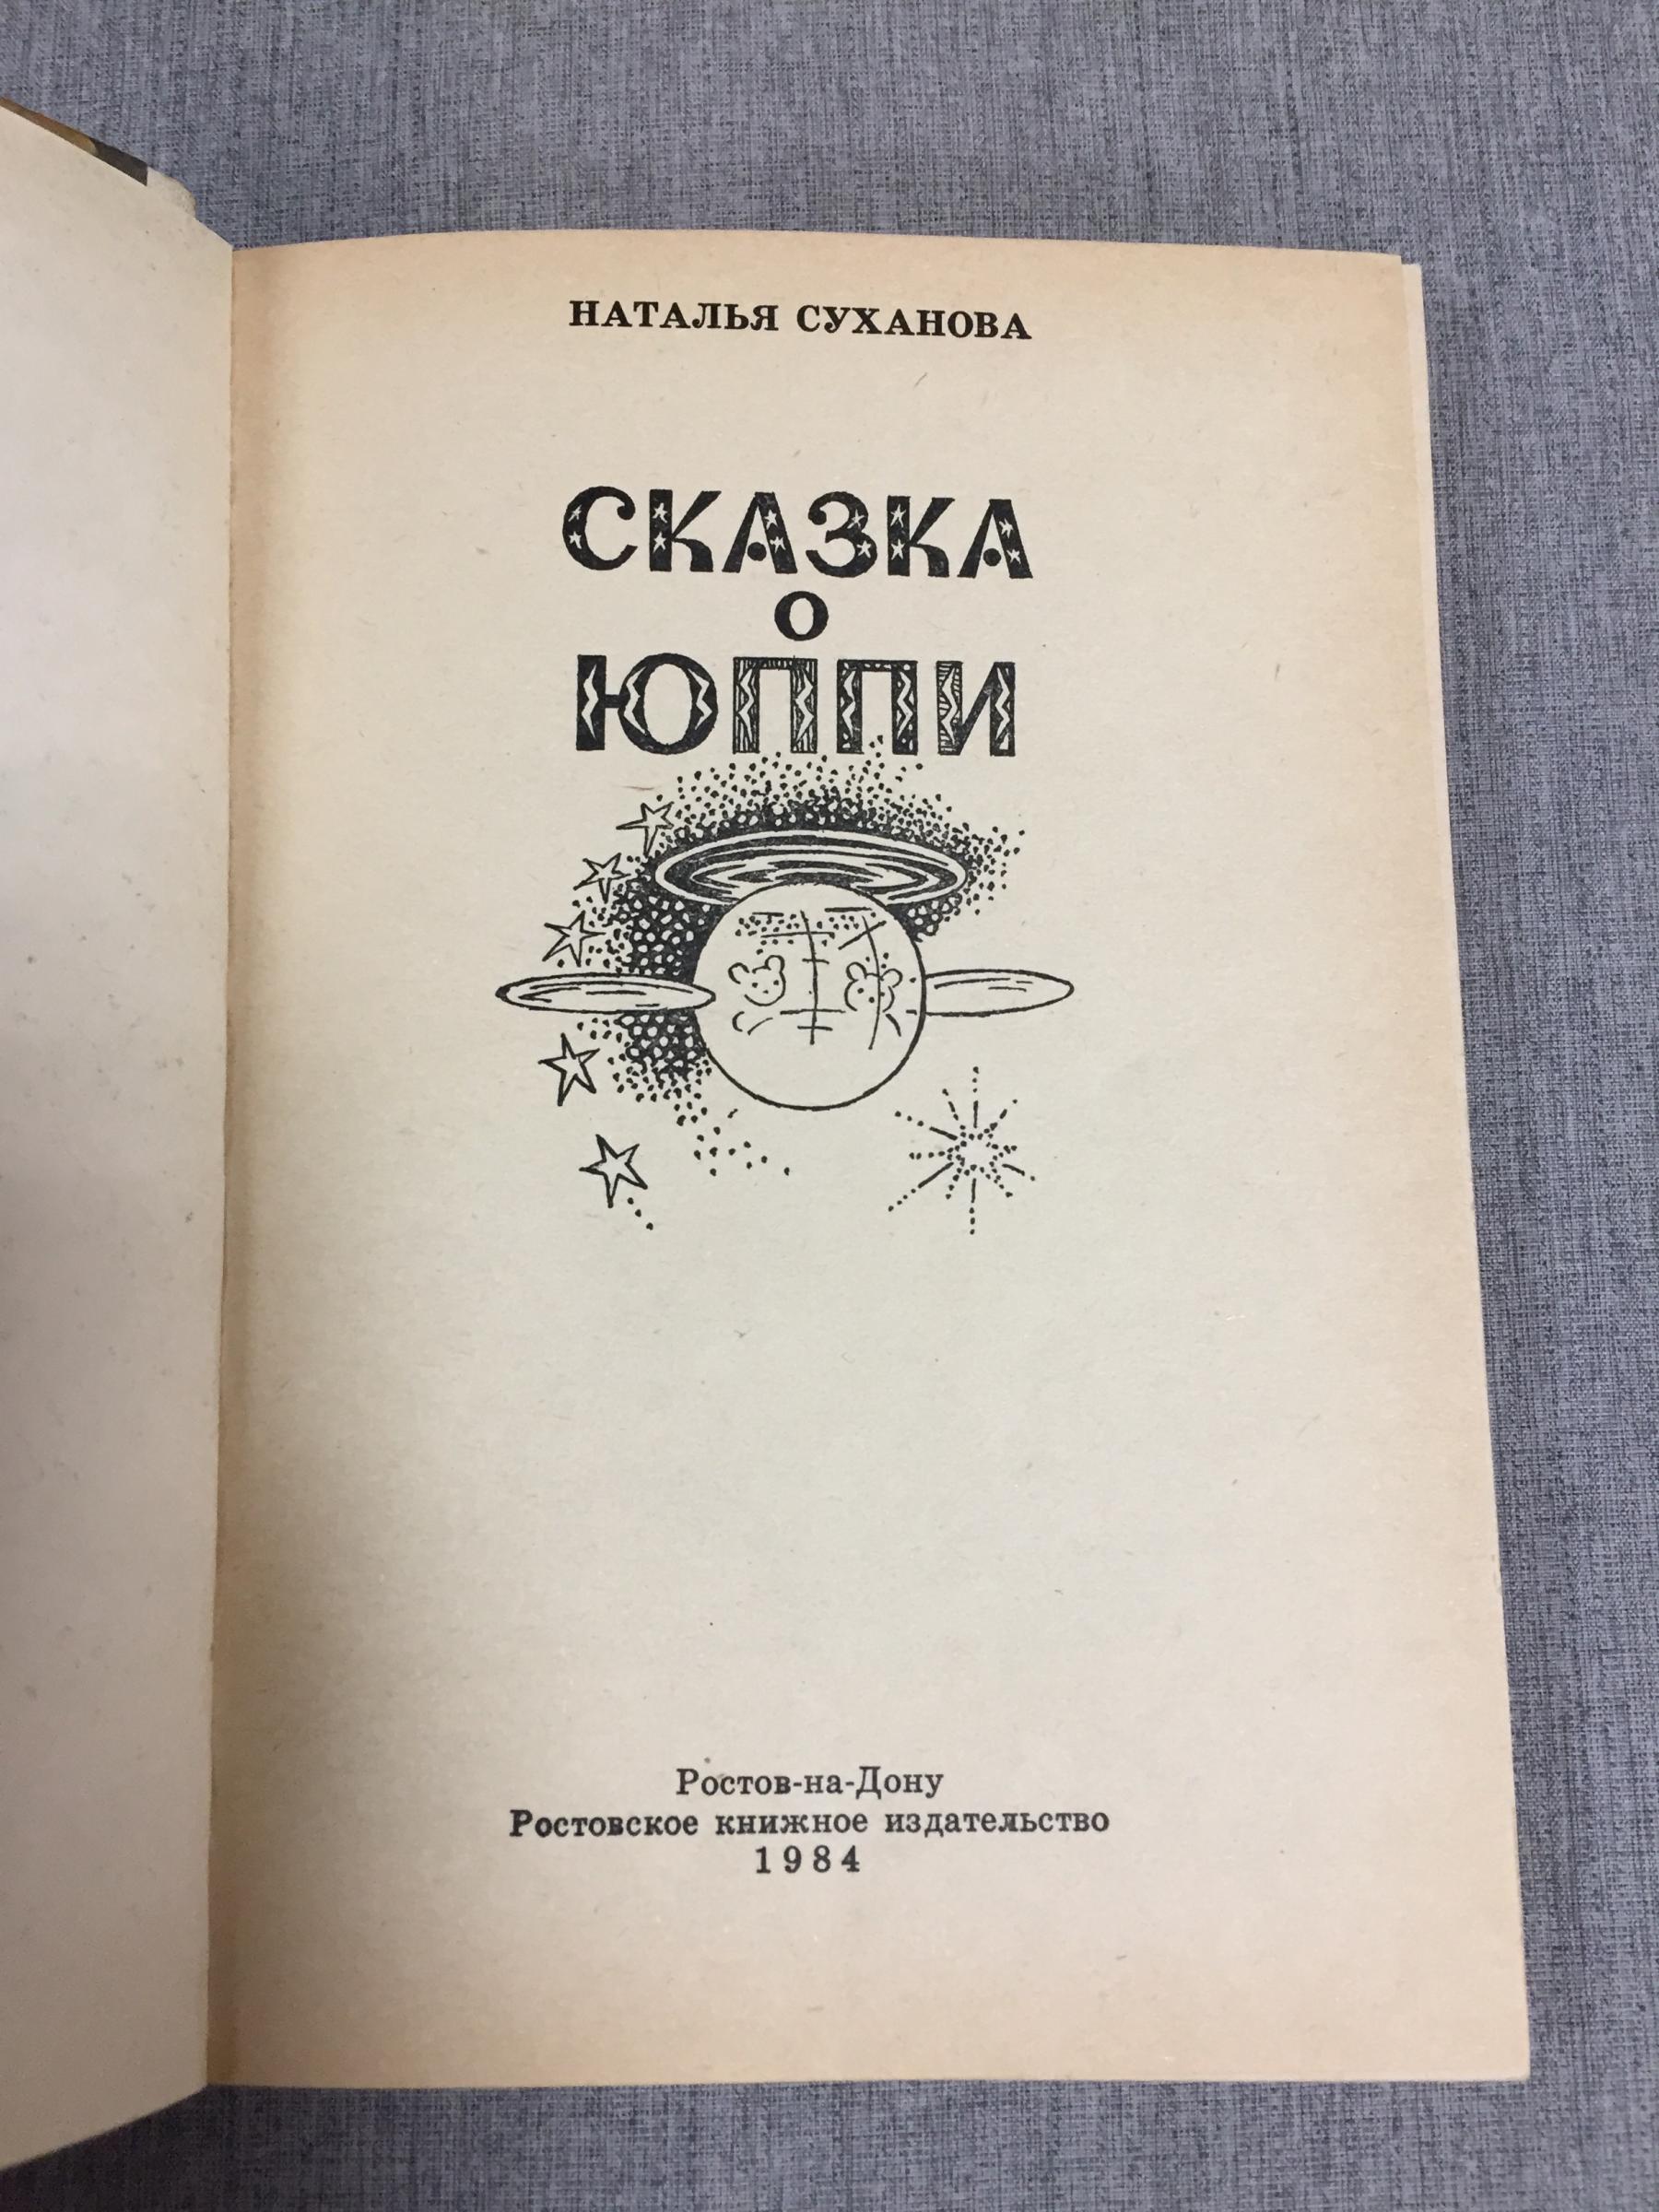 НАТАЛЬЯ СУХАНОВА
СКАЗКА
О
ЮППИ
Ростов-на-Дону
Ростовское книжное издательство
1984